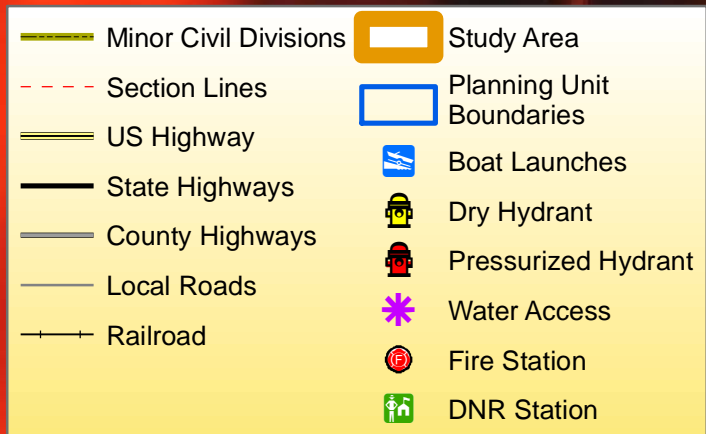 Minor Civil Divisions
Section Lines
US Highway
State Highways
County Highways
Local Roads
Railroad
Study Area
Planning Unit
Boundaries
Boat Launches
Dry Hydrant
Pressurized Hydrant
Water Access
F
Fire Station
DNR Station